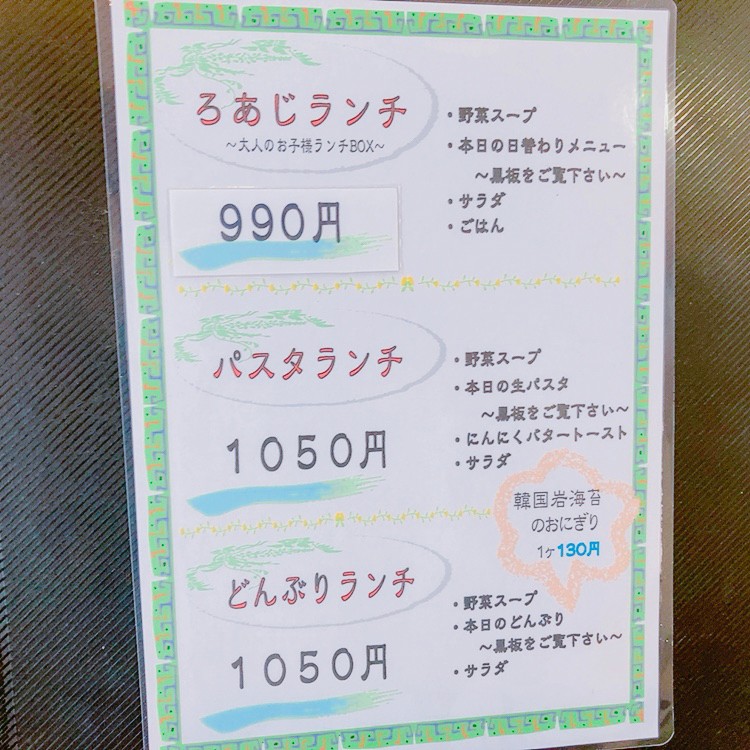 ろあじランチ
～大人のお子様ランチBOX～
990円
・野菜スープ
・本日の日替わりメニュー
～黒板をご覧下さい～
・サラダ
・ごはん
パスタランチ
1050円
・野菜スープ
・本日の生パスタ
～黒板をご覧下さい～
・にんにくバタートースト
・サラダ
韓国岩海苔
のおにぎり
1ヶ130円
どんぶりランチ
1050円
・野菜スープ
・本日のどんぶり
～黒板をご覧下さい～
・サラダ